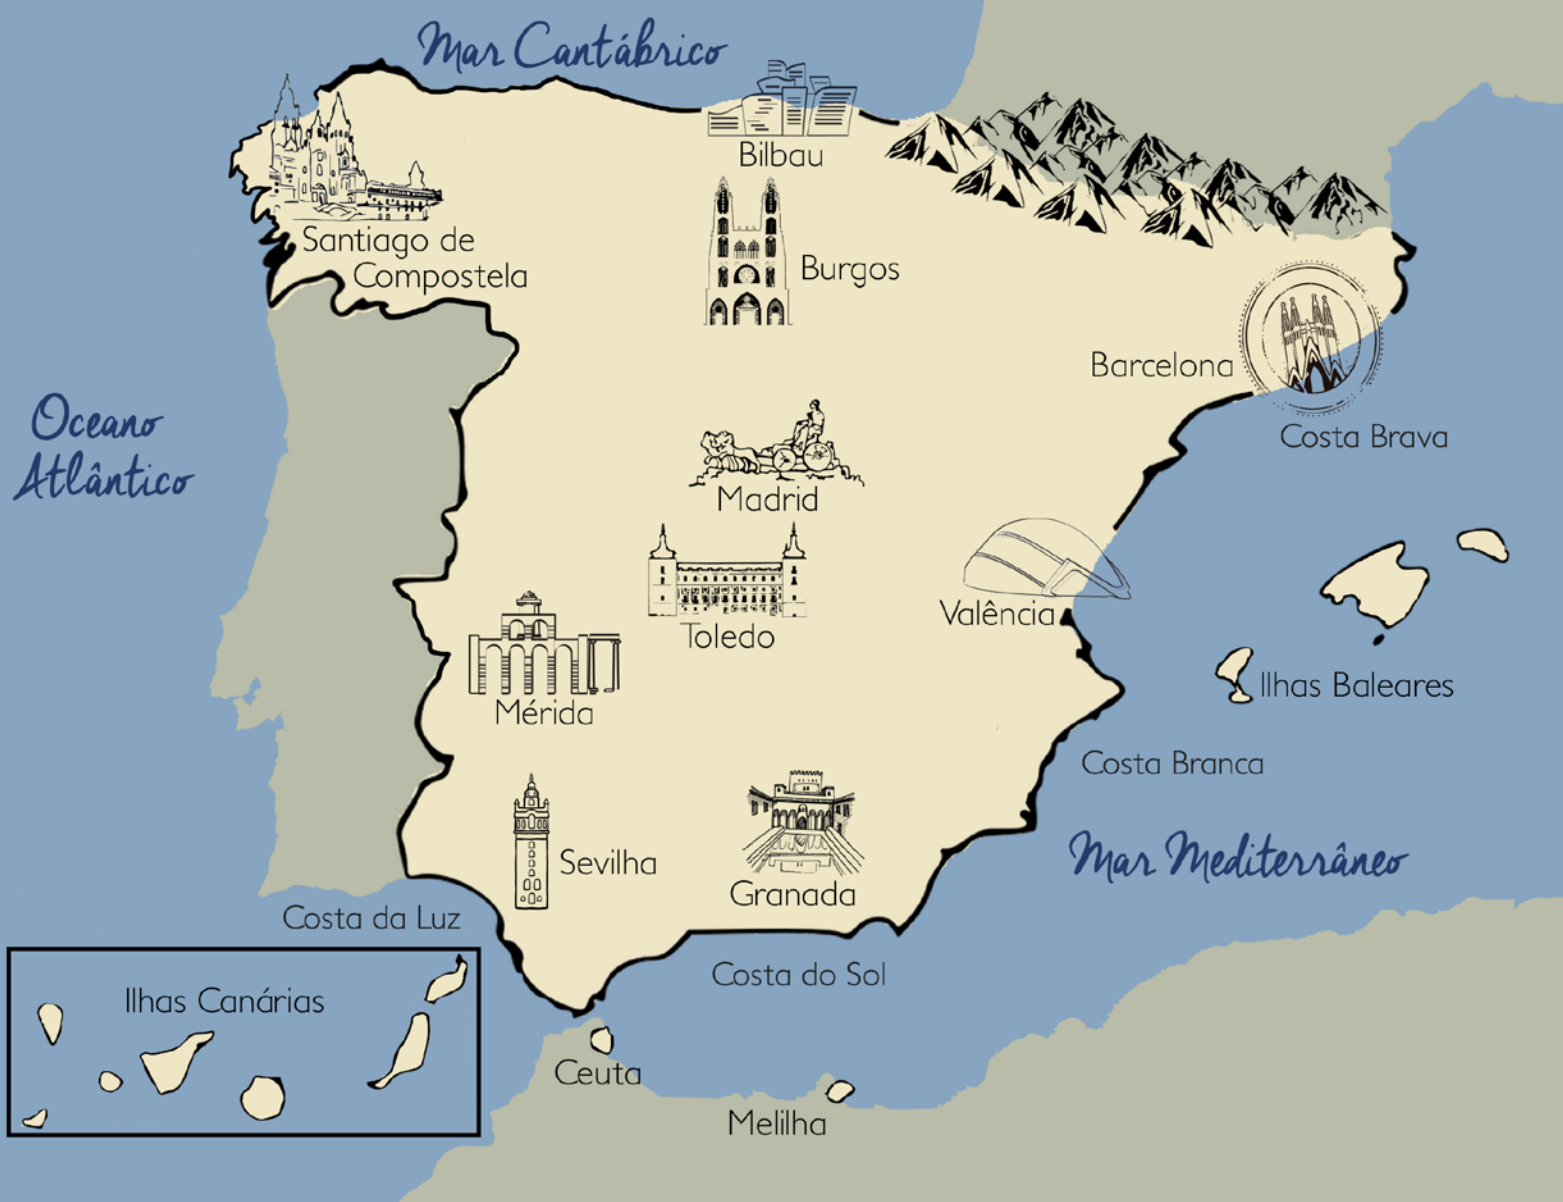 Mar Cantábrico
Bilbau
Santiago de
Compostela
Burgos
Barcelona
Oceano
Atlântico
Costa Brava
Madrid
Valência
Toledo
Ilhas Baleares
Mérida
Costa Branca
Mar Mediterrâneo
Sevilha
Granada
Costa da Luz
Costa do Sol
Ilhas Canárias
Ceuta
Melilha